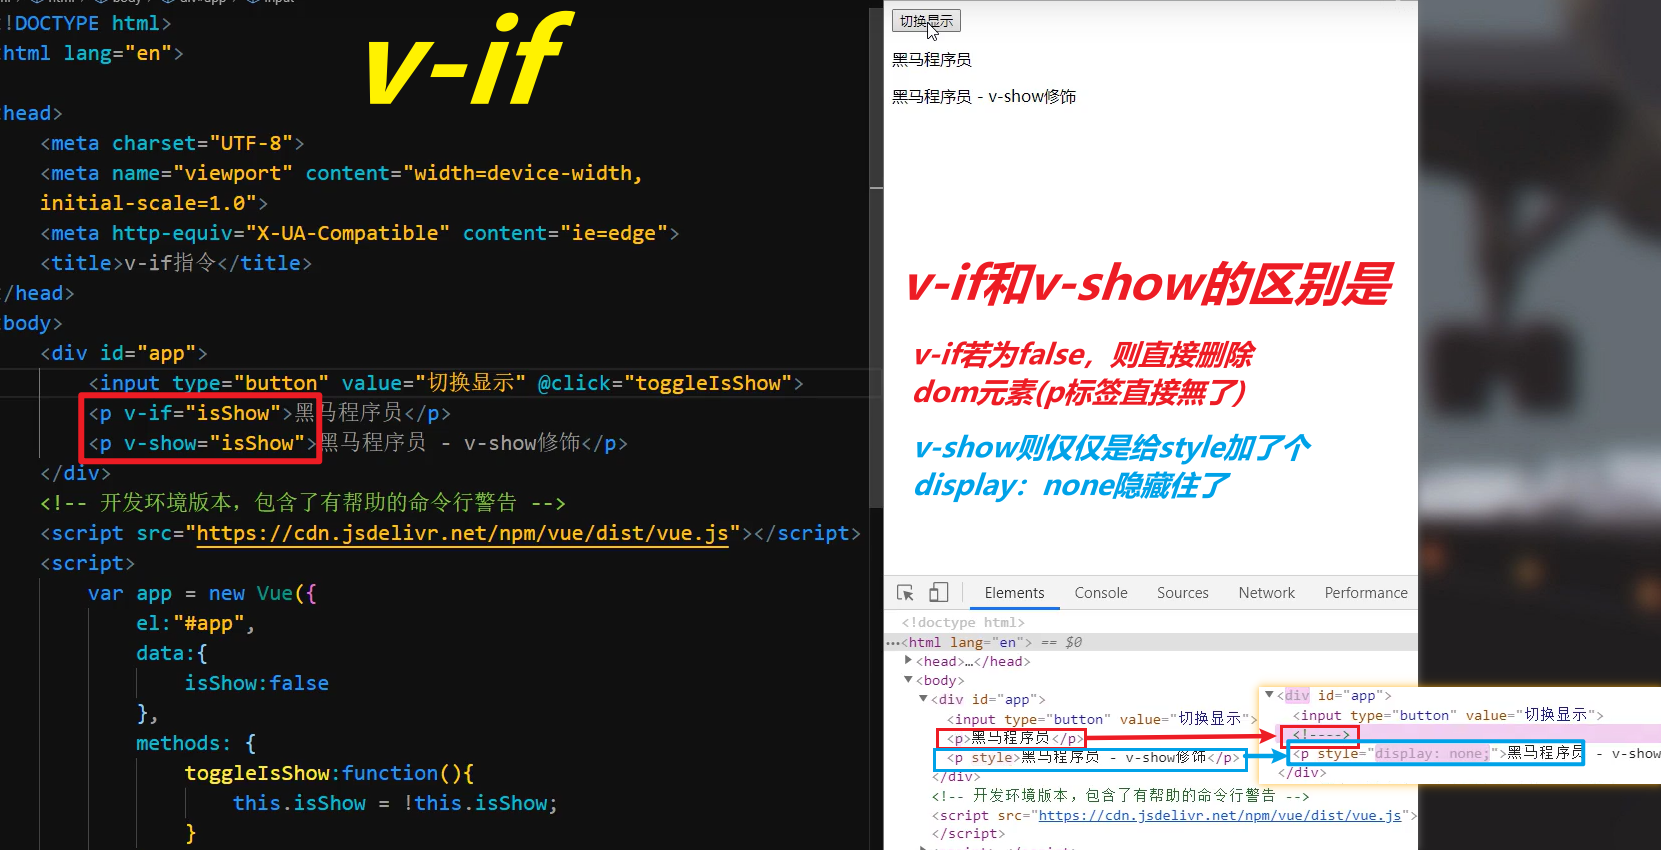 !DOCTYPE html>
html lang="en">
v-if
head>
<meta charset="UTF-8">
<meta name="viewport" content="width=device-width,
initial-scale=1.0">
<meta http-equiv="X-UA-Compatible" content="ie=edge">
<title>v-if指令</title>
/head>
body>
<div id="app">
<input type="button" value="切换显示" @click="toggleIsShow">
<p v-if="isShow">黑马程序员</p>
<p v-show="isShow">黑马程序员 - v-show修饰</p>
</div>
<!-- 开发环境版本，包含了有帮助的命令行警告 -->
<script src="https://cdn.jsdelivr.net/npm/vue/dist/vue.js"></script>
<script>
var app = new Vue({
el:"#app",
data:{
isShow:false
},
methods: {
toggleIsShow:function(){
this.isShow = !this.isShow;
}
切换显示
黑马程序员
黑马程序员 - v-show修饰
v-if和v-show的区别是
v-if若为false，则直接删除
dom元素(p标签直接無了)
v-show则仅仅是给style加了个
display：none隐藏住了
Elements Console Sources Network Performance
<!doctype html>
…<html lang="en"> == $0
<head>…</head>
<body>
<div id="app">
<input type="button" value="切换显示">
<p>黑马程序员</p>
<p style>黑马程序员 - v-show修饰</p>
</div>
<!-- 开发环境版本，包含了有帮助的命令行警告 -->
<script src="https://cdn.jsdelivr.net/npm/vue/dist/vue.js">
</script>
<div id="app">
<input type="button" value="切换显示">
<!---->
<p style="display: none;">黑马程序员 - v-show
</div>